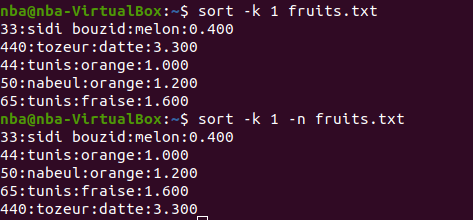 nba@nba-VirtualBox:~$ sort -k 1 fruits.txt
33:sidi bouzid:melon:0.400
440:tozeur:datte:3.300
44:tunis:orange:1.000
50:nabeul:orange:1.200
65:tunis:fraise:1.600
nba@nba-VirtualBox:~$ sort -k 1 -n fruits.txt
33:sidi bouzid:melon:0.400
44:tunis:orange:1.000
50:nabeul:orange:1.200
65:tunis:fraise:1.600
440:tozeur:datte:3.300